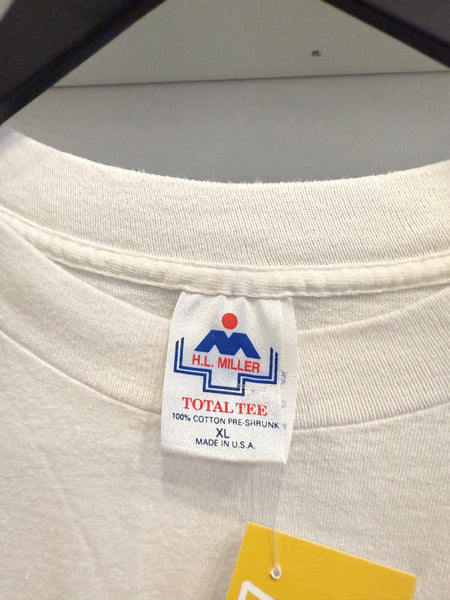 H.L. MILLER
TOTAL TEE
100% COTTON PRE-SHRUNK
XL
MADE IN U.S.A.